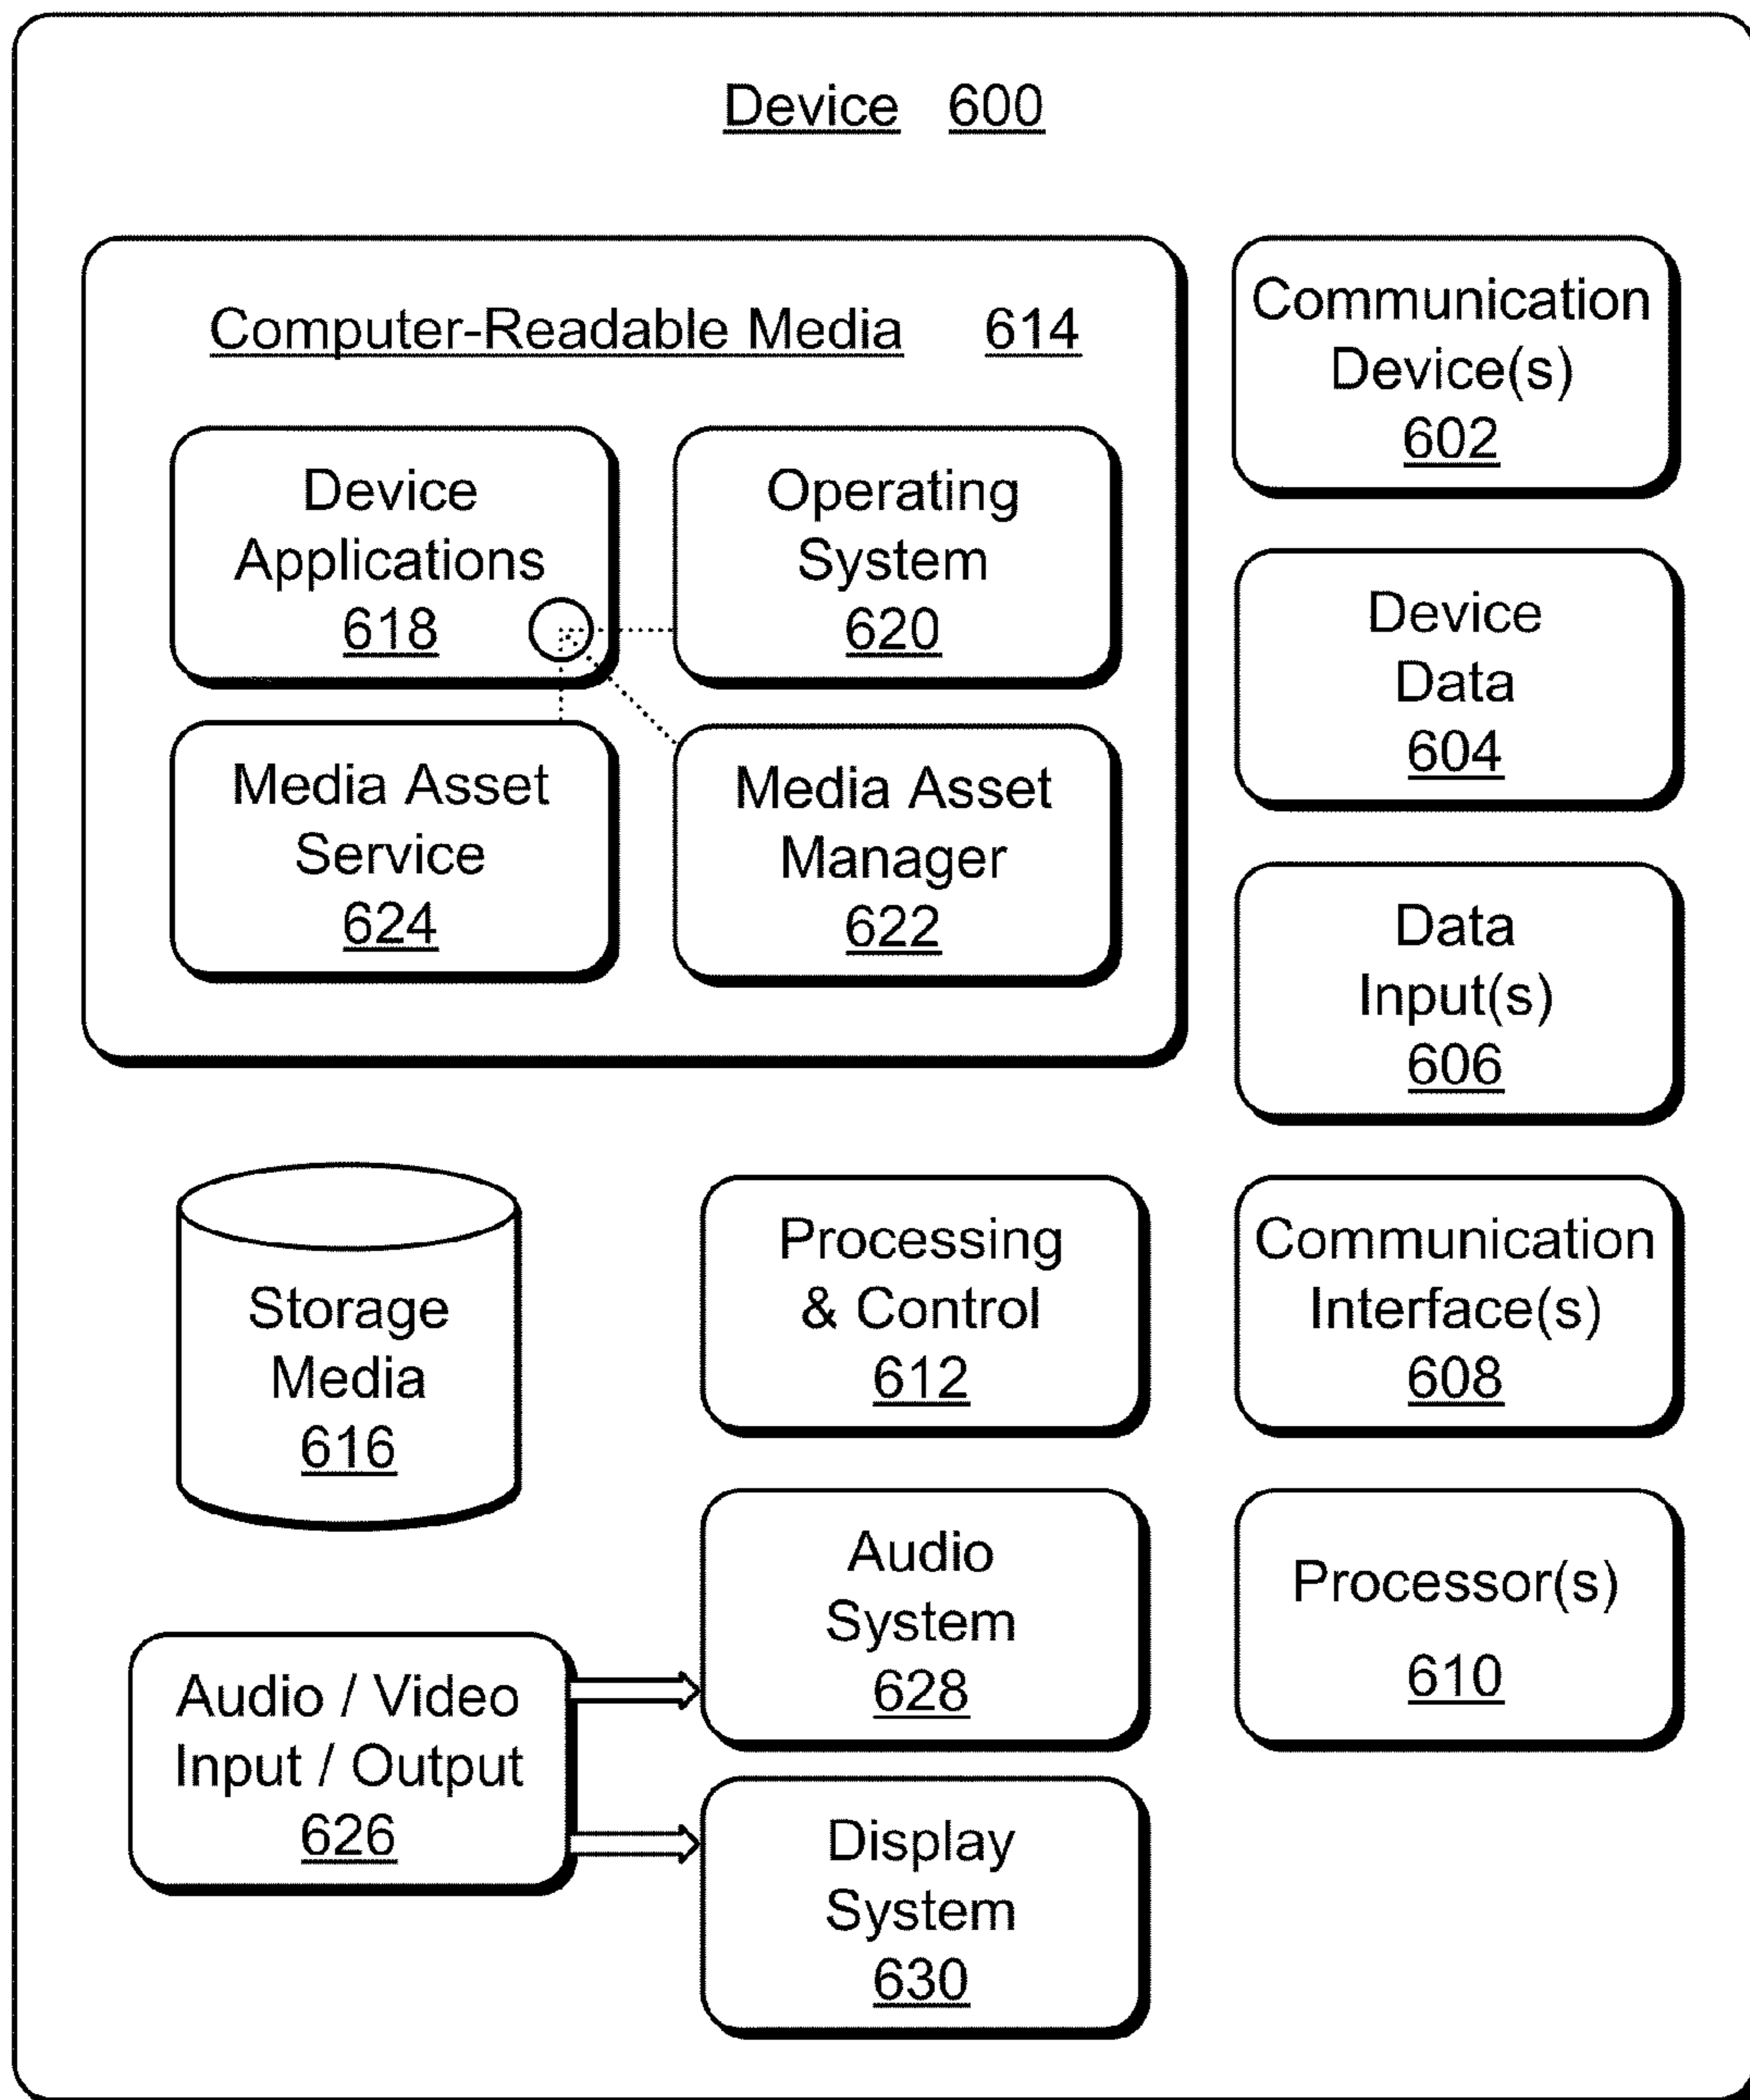 Device 600
Computer-Readable Media 614
Device
Applications
618
Operating
System
620
Media Asset
Service
624
Media Asset
Manager
622
Communication
Device(s)
602
Device
Data
604
Data
Input(s)
606
Communication
Interface(s)
608
Processor(s)
610
Storage
Media
616
Processing
& Control
612
Audio / Video
Input / Output
626
Audio
System
628
Display
System
630